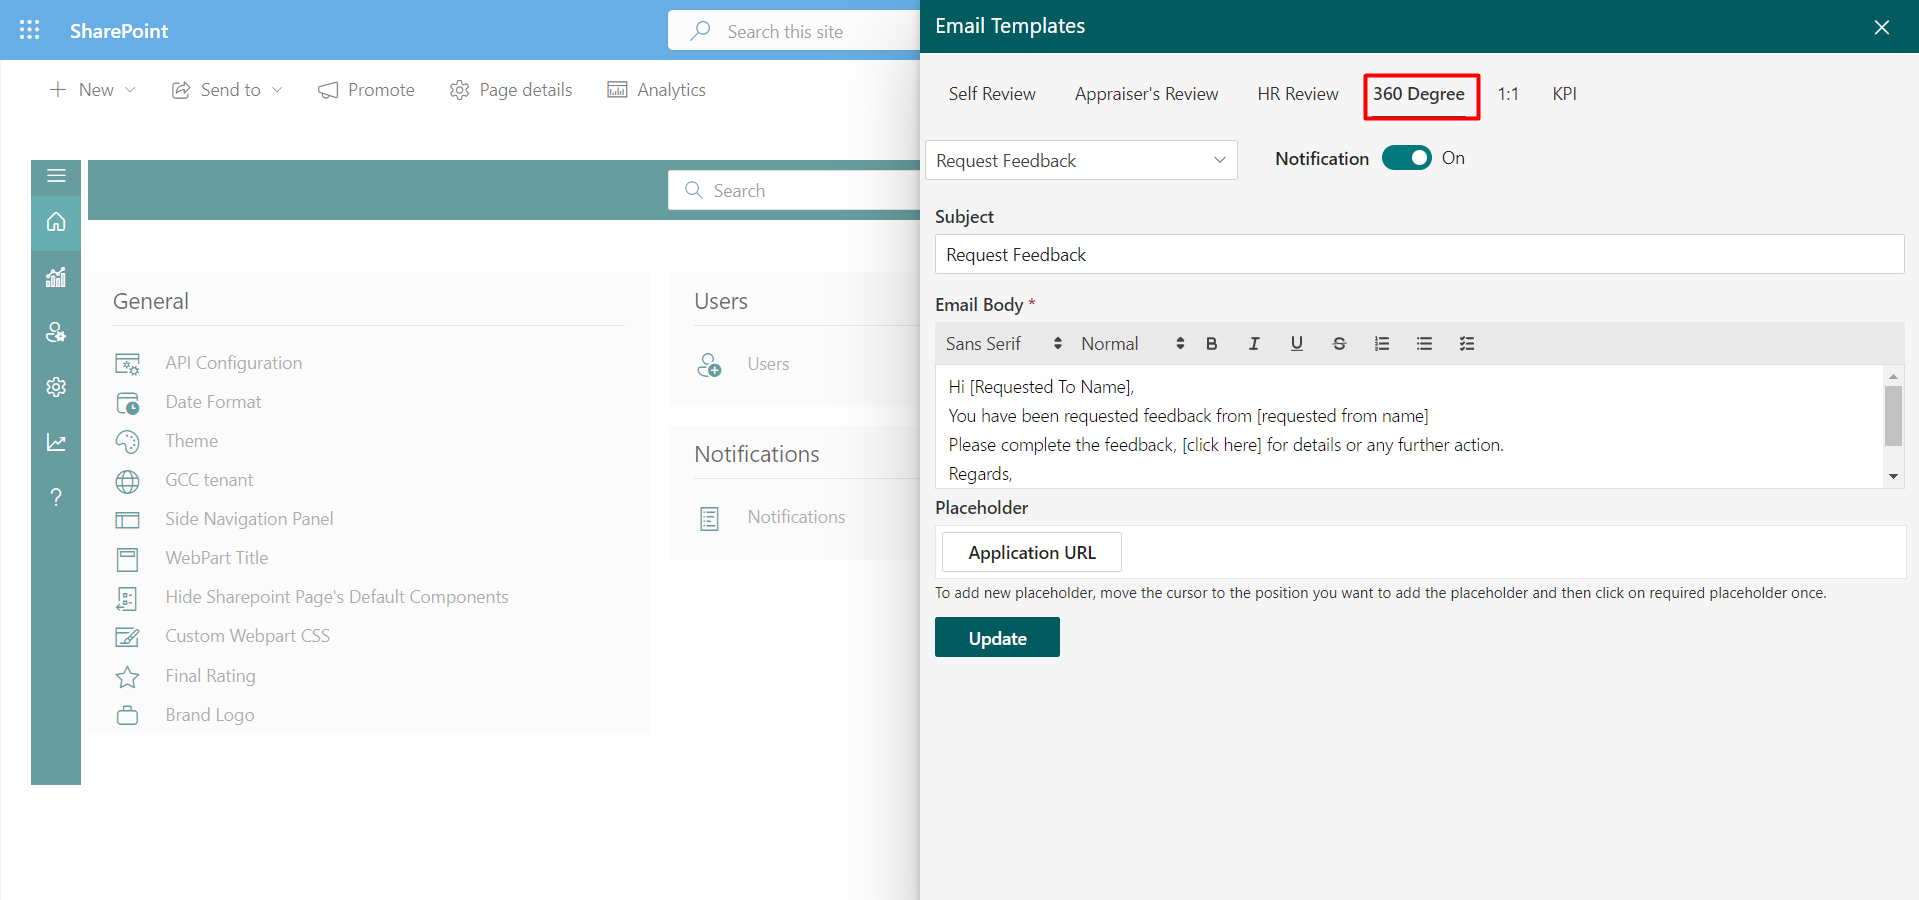 SharePoint
Search this site
New
Send to
Promote
Page details
Analytics
Search
General
API Configuration
Date Format
Theme
GCC tenant
Side Navigation Panel
WebPart Title
Hide Sharepoint Page's Default Components
Custom Webpart CSS
Final Rating
Brand Logo
Users
Users
Notifications
Notifications
Email Templates
Self Review Appraiser's Review HR Review 360 Degree 1:1 KPI
Request Feedback
Notification On
Subject
Request Feedback
Email Body *
Sans Serif Normal B I U S
Hi [Requested To Name],
You have been requested feedback from [requested from name]
Please complete the feedback, [click here] for details or any further action.
Regards,
Placeholder
Application URL
To add new placeholder, move the cursor to the position you want to add the placeholder and then click on required placeholder once.
Update